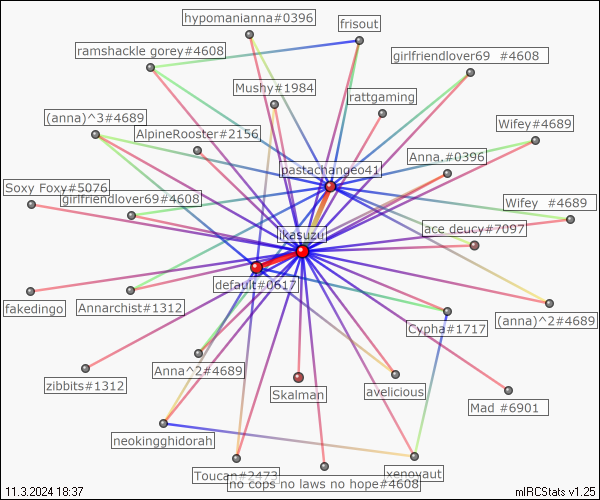 hypomanianna#0396
frisout
ramshackle gorey#4608
girlfriendlover69 #4608
Mushy#1984
rattgaming
(anna)^3#4689
Wifey#4689
AlpineRooster#2156
Anna.#0396
pastachangeo41
Soxy Foxy#5076
girlfriendlover69#4608
Wifey #4689
ace deucy#7097
ikasuzu
default#0617
fakedingo
Annarchist#1312
(anna)^2#4689
Cypha#1717
Anna^2#4689
zibbits#1312
Skalman
avelicious
Mad #6901
neokingghidorah
Toucan#2473
xenovaut
no cops no laws no hope#4608
11.3.2024 18:37
mIRCStats v1.25